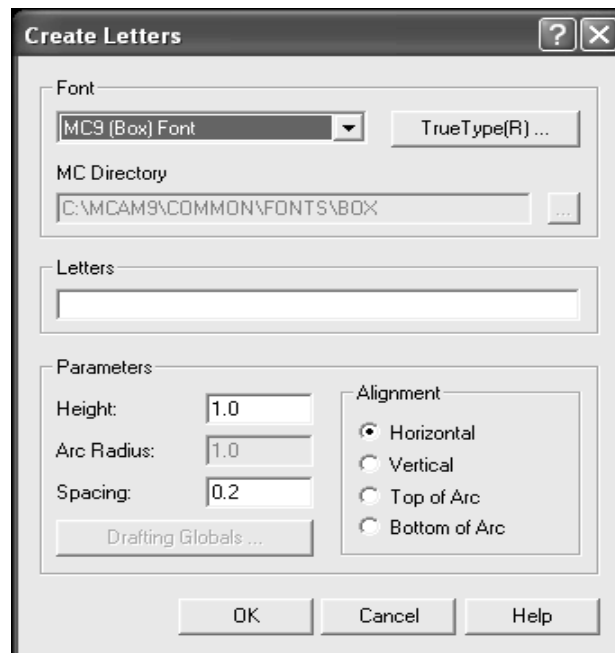 Create Letters
Font
MC9 (Box) Font
TrueType(R) ...
MC Directory
C:\MCAM9\COMMON\FONTS\BOX
...
Letters
Parameters
Height: 1.0
Arc Radius: 1.0
Spacing: 0.2
Drafting Globals ...
Alignment
Horizontal
Vertical
Top of Arc
Bottom of Arc
OK Cancel Help